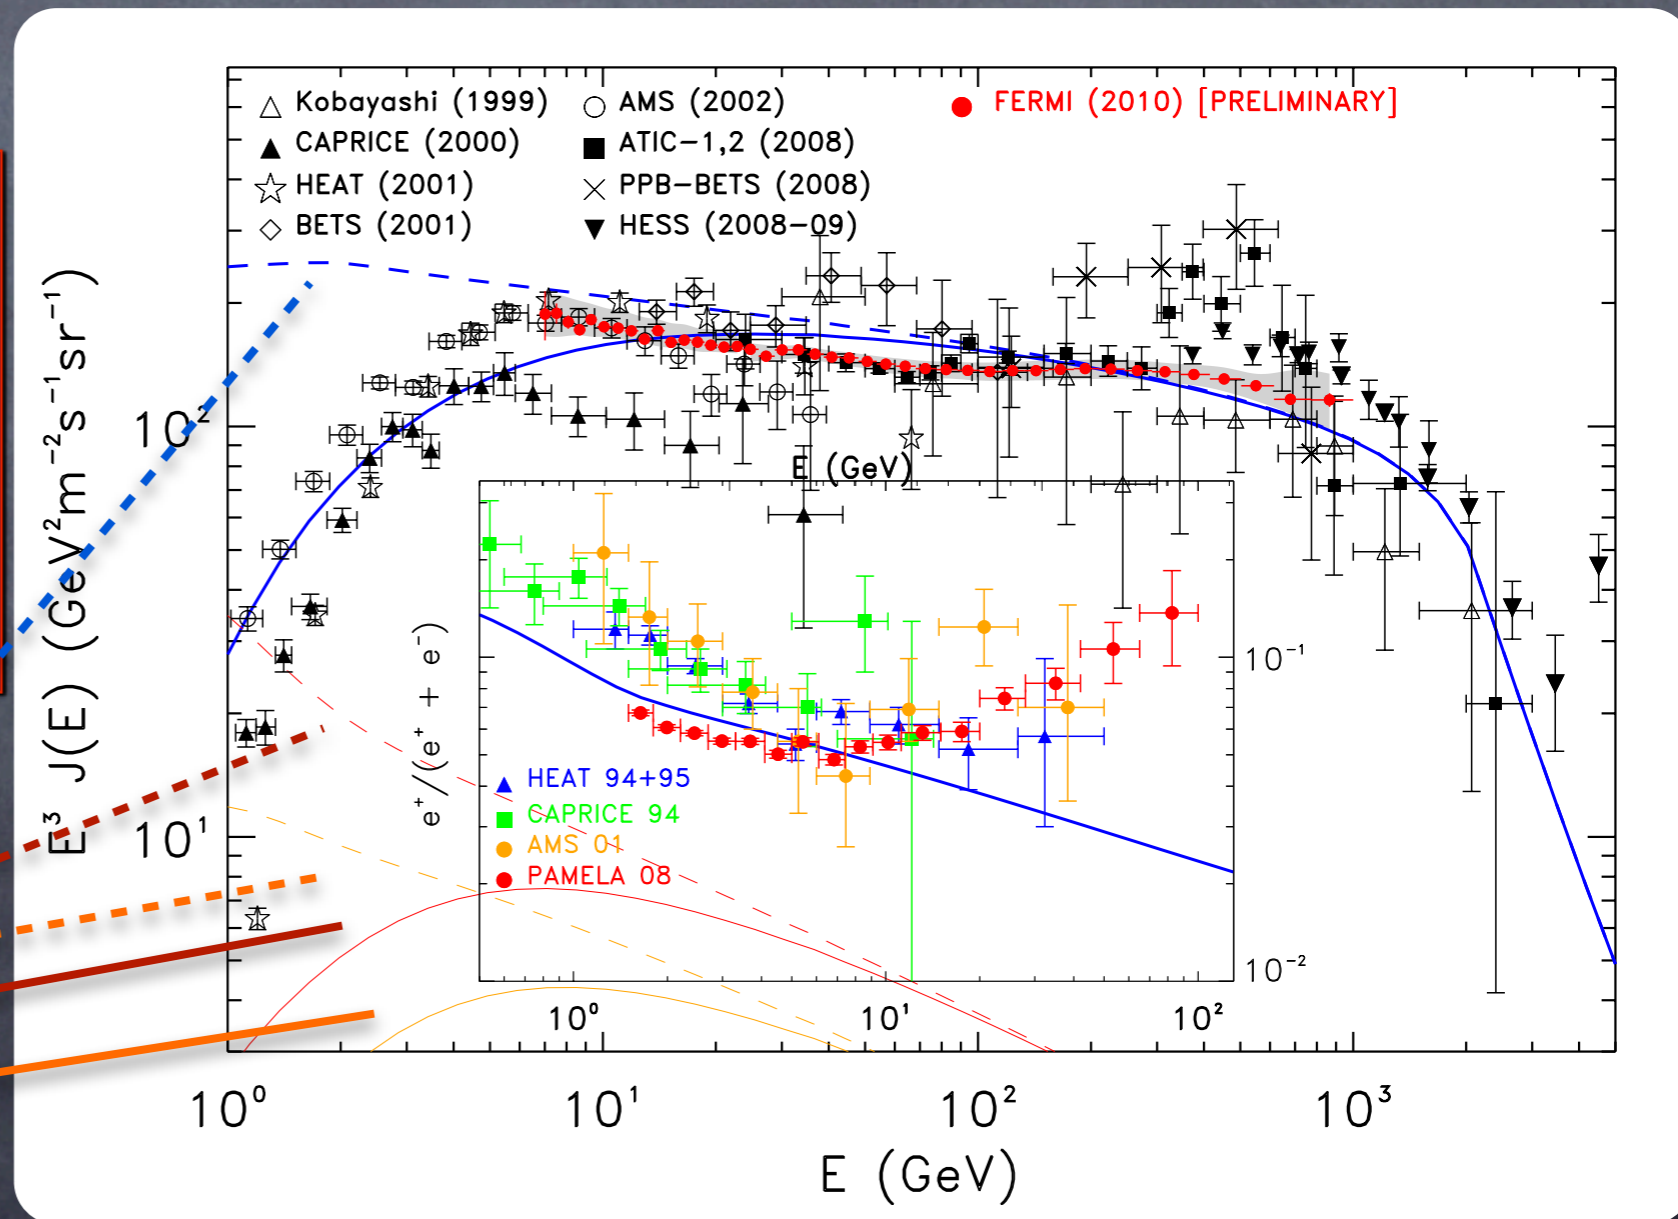 △ Kobayashi (1999)
▲ CAPRICE (2000)
☆ HEAT (2001)
◇ BETS (2001)
○ AMS (2002)
■ ATIC−1,2 (2008)
× PPB−BETS (2008)
▼ HESS (2008−09)
● FERMI (2010) [PRELIMINARY]
E³ J(E) (GeV²m⁻²s⁻¹sr⁻¹)
10²
10¹
E (GeV)
e⁺/(e⁺ + e⁻)
▲ HEAT 94+95
■ CAPRICE 94
● AMS 01
● PAMELA 08
10⁻¹
10⁻²
10⁰ 10¹ 10²
10⁰ 10¹ 10² 10³
E (GeV)